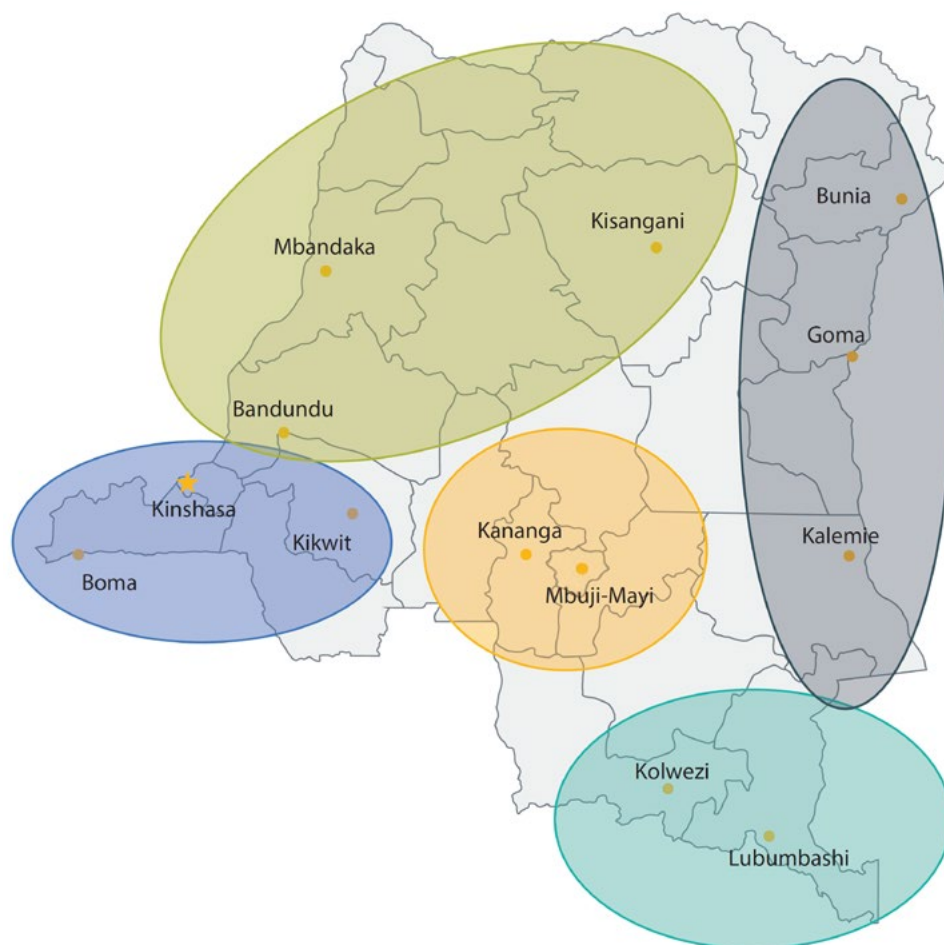 Bunia
Kisangani
Mbandaka
Goma
Bandundu
Kinshasa
Kikwit
Kananga
Kalemie
Boma
Mbuji-Mayi
Kolwezi
Lubumbashi